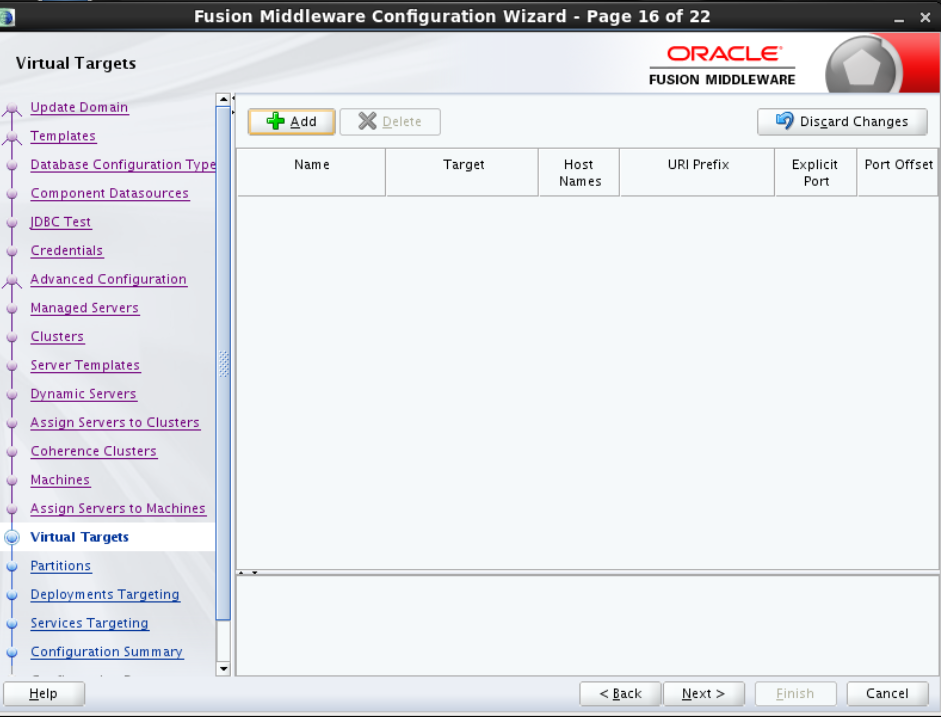 Fusion Middleware Configuration Wizard - Page 16 of 22
Virtual Targets
ORACLE
FUSION MIDDLEWARE
Update Domain
Templates
Database Configuration Type
Component Datasources
JDBC Test
Credentials
Advanced Configuration
Managed Servers
Clusters
Server Templates
Dynamic Servers
Assign Servers to Clusters
Coherence Clusters
Machines
Assign Servers to Machines
Virtual Targets
Partitions
Deployments Targeting
Services Targeting
Configuration Summary
Add
Delete
Discard Changes
Name
Target
Host
Names
URI Prefix
Explicit
Port
Port Offset
Help
< Back
Next >
Finish
Cancel